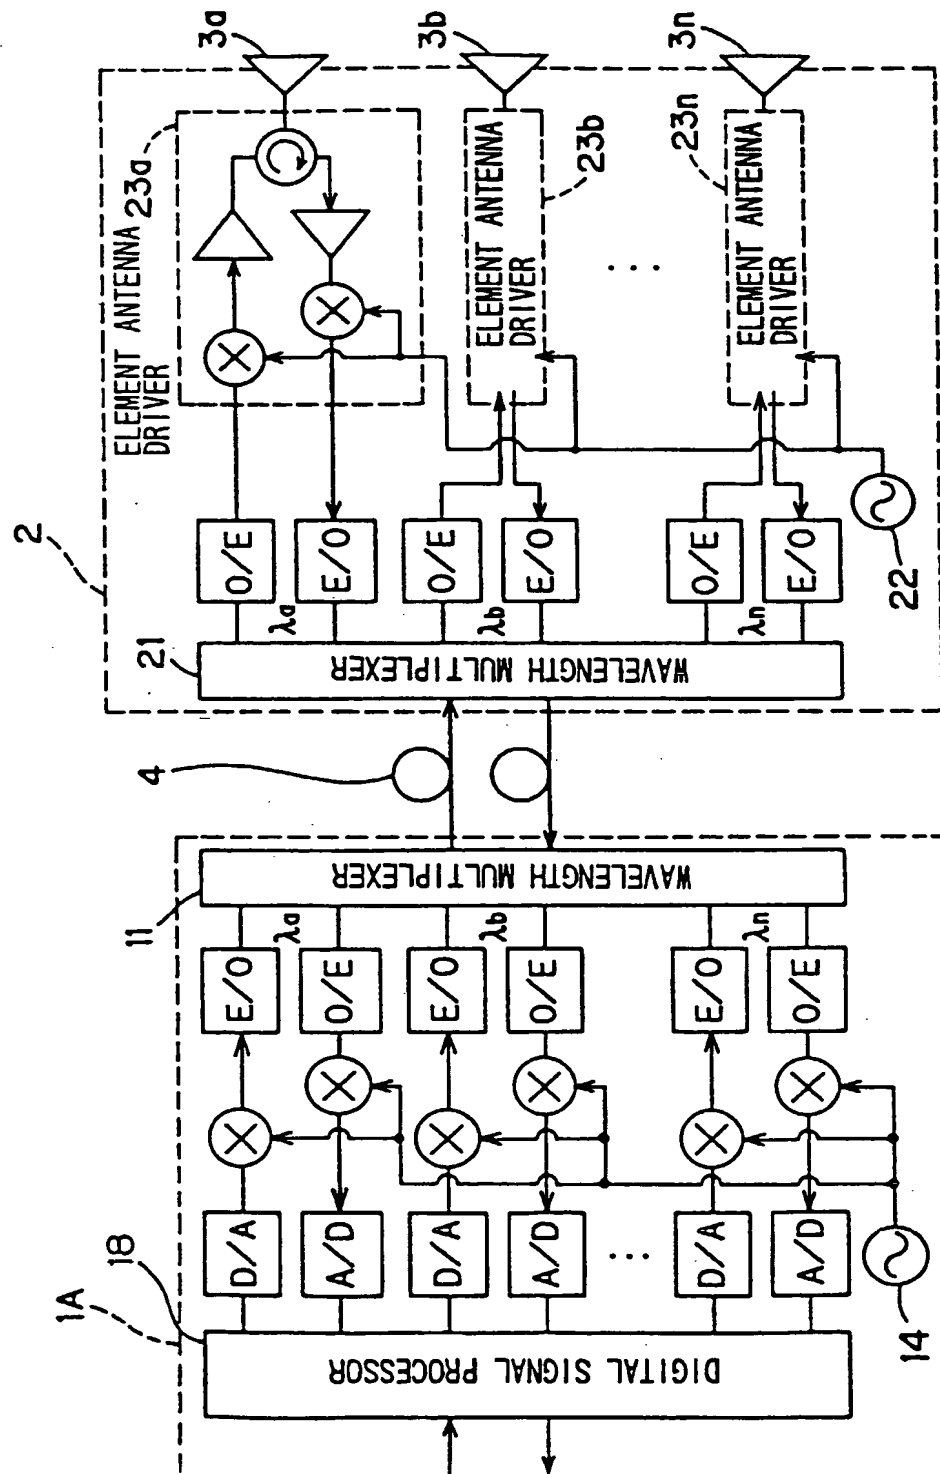 1A
18
DIGITAL SIGNAL PROCESSOR
D/A
A/D
D/A
A/D
...
D/A
A/D
14
E/O
O/E
E/O
O/E
E/O
O/E
λa
λb
λn
11
WAVELENGTH MULTIPLEXER
4
2
21
WAVELENGTH MULTIPLEXER
λa
λb
λn
O/E
E/O
O/E
E/O
O/E
E/O
22
ELEMENT ANTENNA
DRIVER
23a
ELEMENT ANTENNA
DRIVER
23b
...
ELEMENT ANTENNA
DRIVER
23n
3a
3b
3n